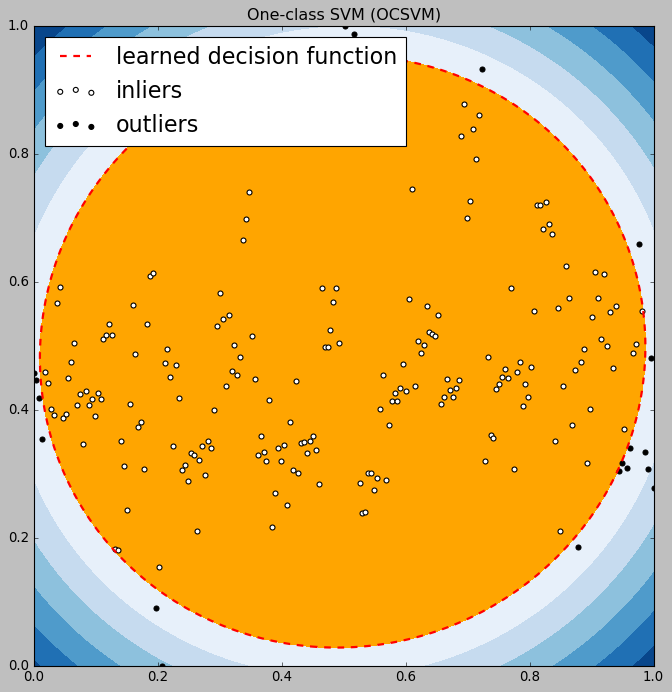 One-class SVM (OCSVM)
learned decision function
inliers
outliers
1.0
0.8
0.6
0.4
0.2
0.0
0.0 0.2 0.4 0.6 0.8 1.0